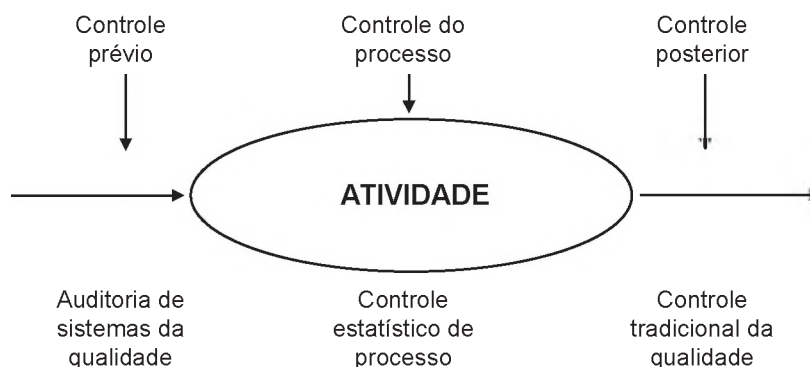 Controle
prévio
Controle do
processo
Controle
posterior
ATIVIDADE
Auditoria de
sistemas da
qualidade
Controle
estatístico de
processo
Controle
tradicional da
qualidade